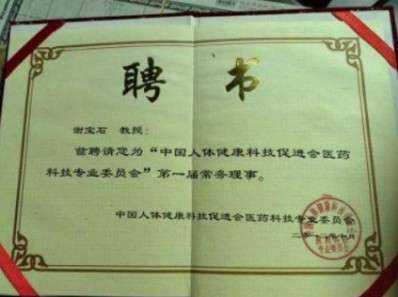 聘书
谢宝石 教授：
兹聘请您为“中国人体健康科技促进会医药
科技专业委员会”第一届常务理事。
中国人体健康科技促进会医药科技专业委员会